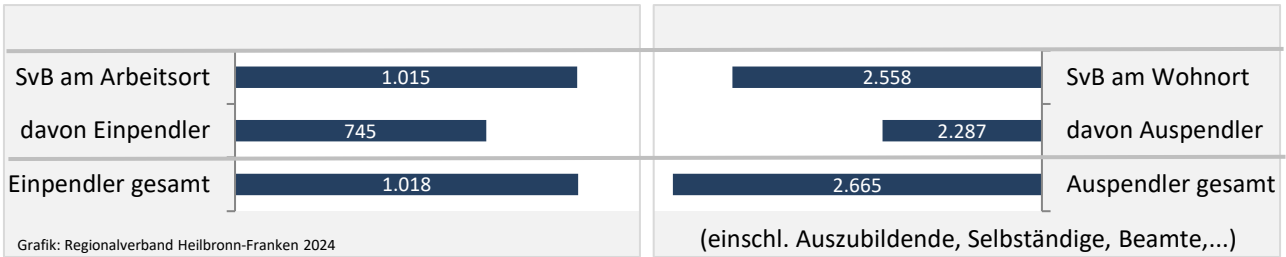 SvB am Arbeitsort 1.015
davon Einpendler 745
Einpendler gesamt 1.018
Grafik: Regionalverband Heilbronn-Franken 2024
2.558 SvB am Wohnort
2.287 davon Auspendler
2.665 Auspendler gesamt
(einschl. Auszubildende, Selbständige, Beamte,...)